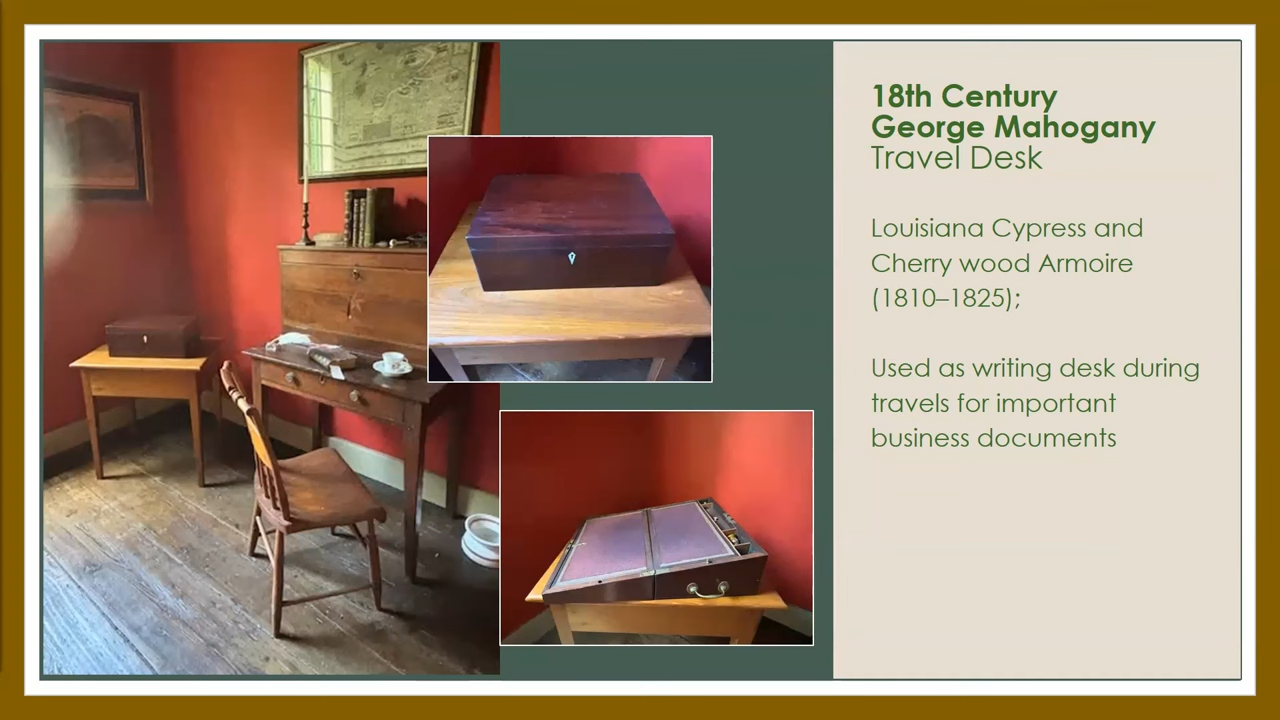 18th Century
George Mahogany
Travel Desk
Louisiana Cypress and
Cherry wood Armoire
(1810–1825);
Used as writing desk during
travels for important
business documents